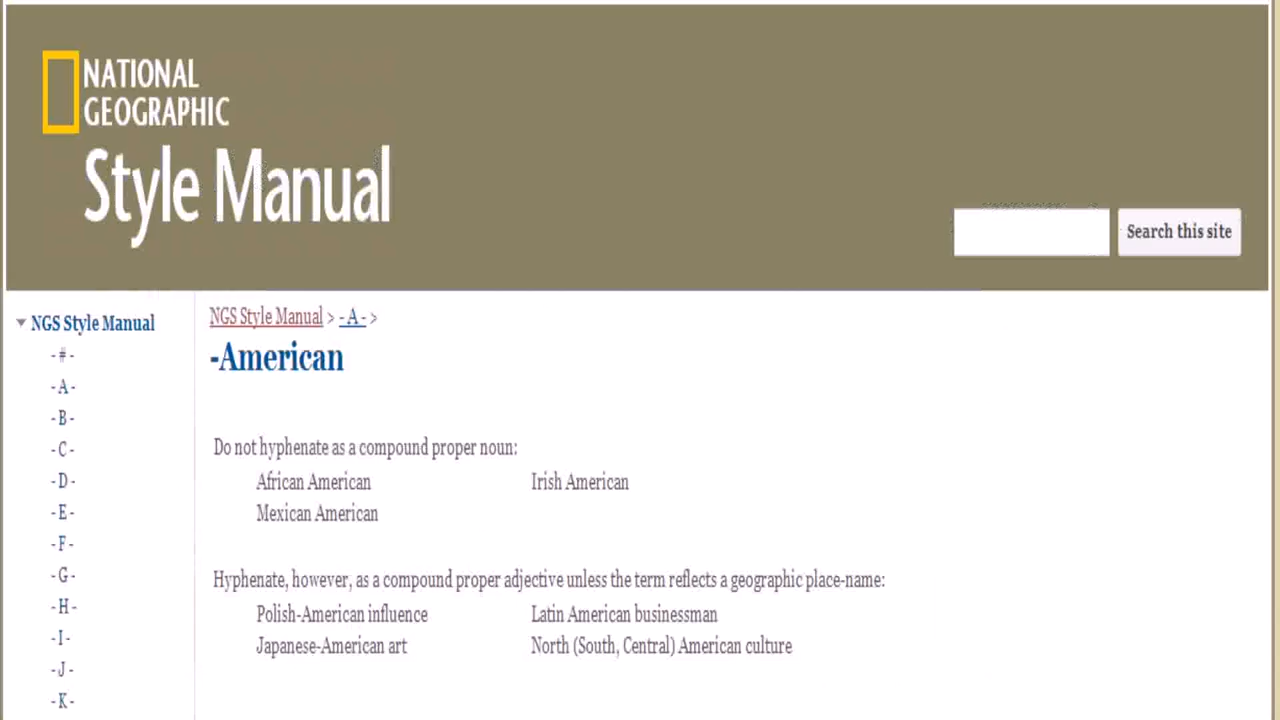 NATIONAL
GEOGRAPHIC
Style Manual
Search this site
NGS Style Manual
- # -
- A -
- B -
- C -
- D -
- E -
- F -
- G -
- H -
- I -
- J -
- K -
NGS Style Manual > - A - >
-American
Do not hyphenate as a compound proper noun:
African American Irish American
Mexican American
Hyphenate, however, as a compound proper adjective unless the term reflects a geographic place-name:
Polish-American influence Latin American businessman
Japanese-American art North (South, Central) American culture